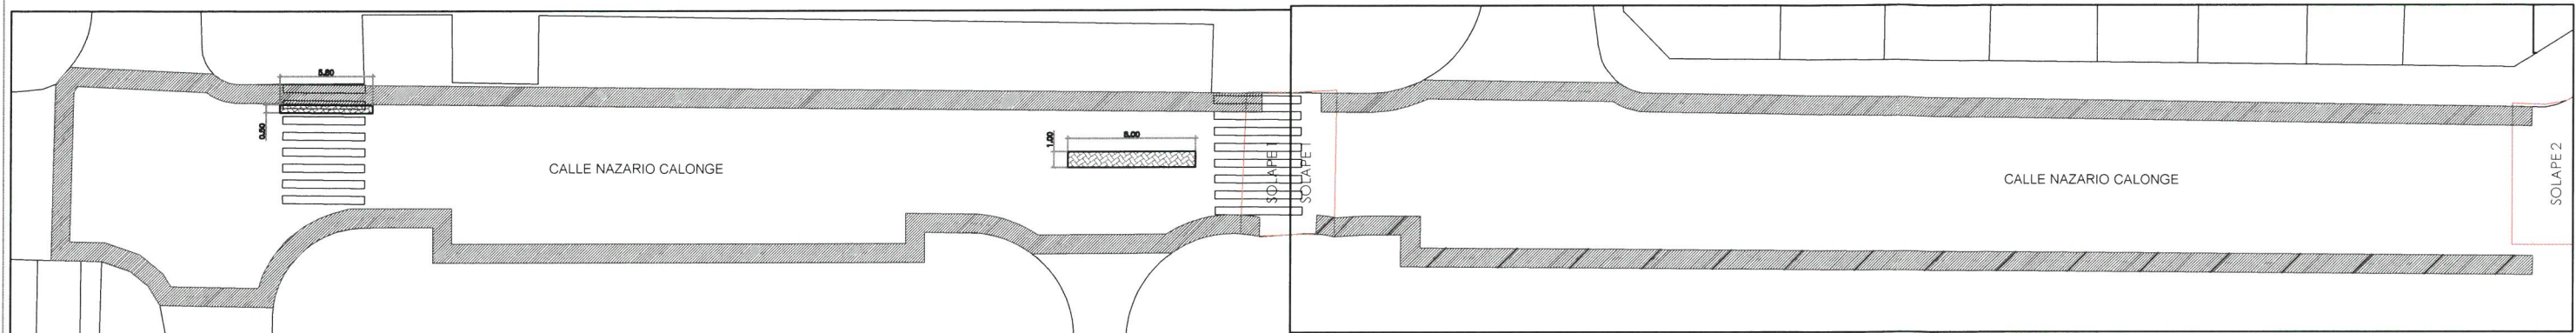 5.80
0.50
CALLE NAZARIO CALONGE
1.00
8.00
SOLAPE 1
SOLAPE 1
CALLE NAZARIO CALONGE
SOLAPE 2